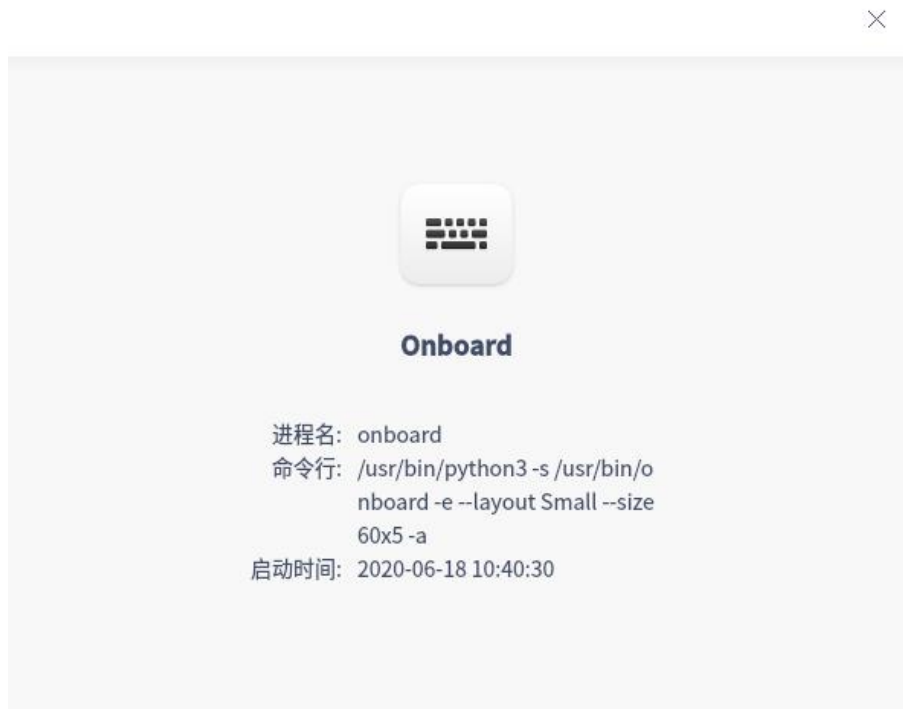 Onboard
进程名: onboard
命令行: /usr/bin/python3 -s /usr/bin/o
nboard -e --layout Small --size
60x5 -a
启动时间: 2020-06-18 10:40:30